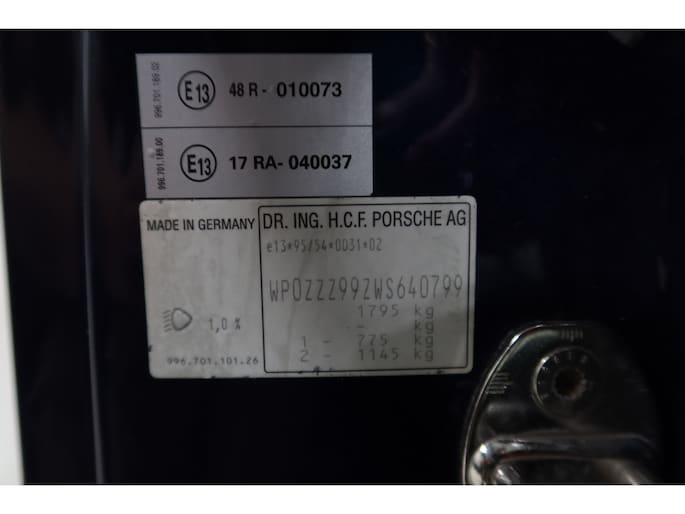 996.701.189.02
E13 48 R - 010073
996.701.189.00
E13 17 RA- 040037
MADE IN GERMANY
DR. ING. H.C.F. PORSCHE AG
e13*95/54*0031*02
WP0ZZZ99ZWS640799
1795 kg
- kg
1 - 775 kg
2 - 1145 kg
1,0 %
996.701.101.26